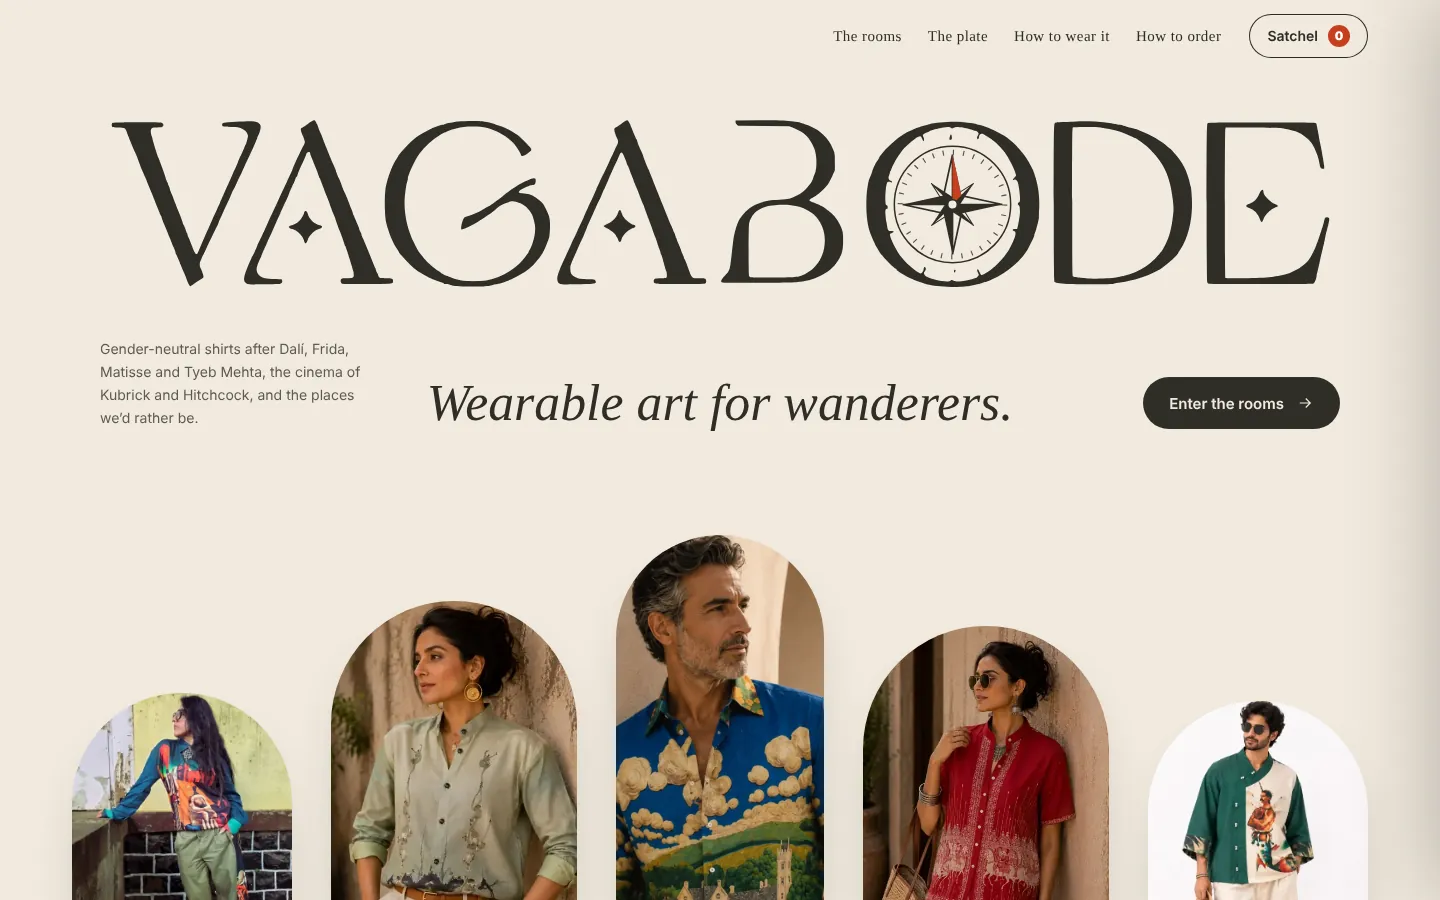 The rooms
The plate
How to wear it
How to order
Satchel 0
VAGABODE
Gender-neutral shirts after Dalí, Frida,
Matisse and Tyeb Mehta, the cinema of
Kubrick and Hitchcock, and the places
we’d rather be.
Wearable art for wanderers.
Enter the rooms →